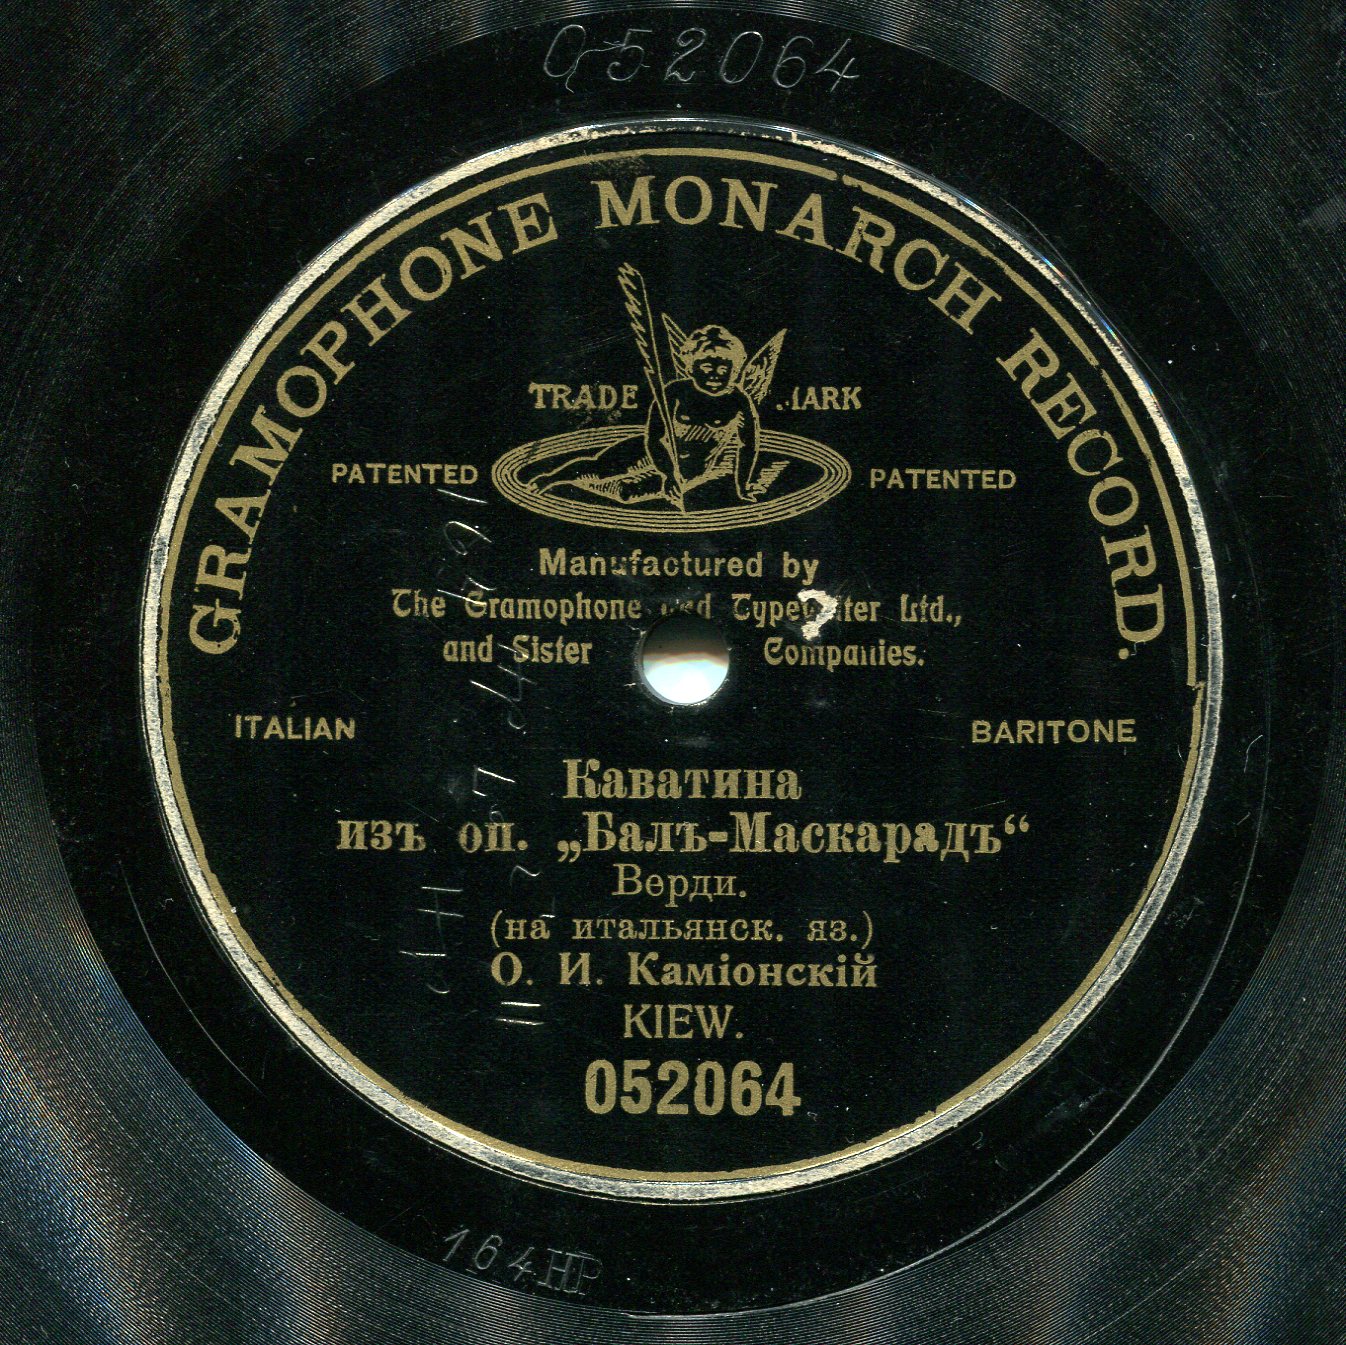 052064
GRAMOPHONE MONARCH RECORD.
TRADE MARK
PATENTED PATENTED
Manufactured by
The Gramophone and Typewriter Ltd.,
and Sister Companies.
ITALIAN BARITONE
Каватина
изъ оп. „Балъ-Маскарадъ“
Верди.
(на итальянск. яз.)
О. И. Камiонскiй
KIEW.
052064
164